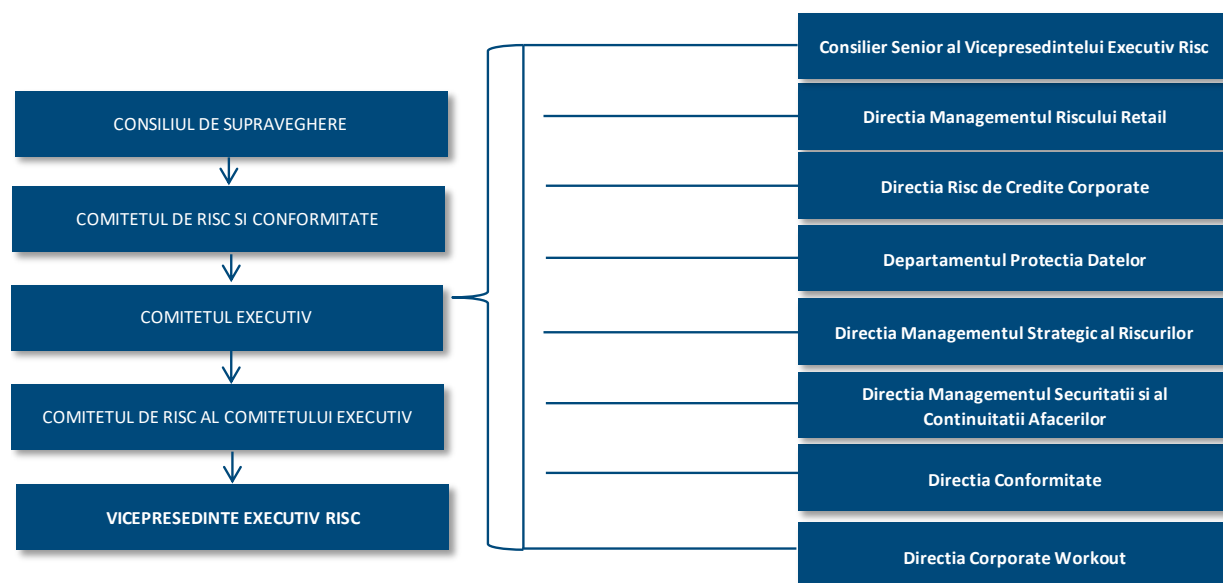 CONSILIUL DE SUPRAVEGHERE
COMITETUL DE RISC SI CONFORMITATE
COMITETUL EXECUTIV
COMITETUL DE RISC AL COMITETULUI EXECUTIV
VICEPRESEDINTE EXECUTIV RISC
Consilier Senior al Vicepresedintelui Executiv Risc
Directia Managementul Riscului Retail
Directia Risc de Credite Corporate
Departamentul Protectia Datelor
Directia Managementul Strategic al Riscurilor
Directia Managementul Securitatii si al
Continuitatii Afacerilor
Directia Conformitate
Directia Corporate Workout